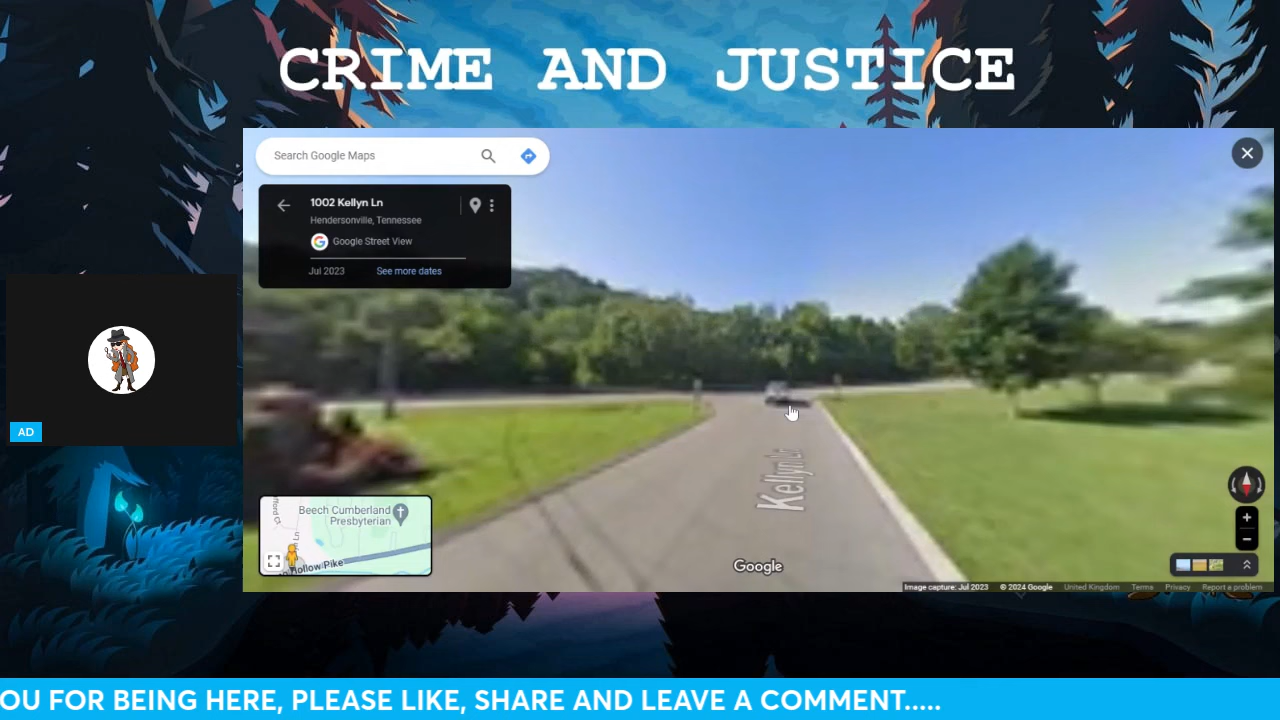 CRIME AND JUSTICE
Search Google Maps
1002 Kellyn Ln
Hendersonville, Tennessee
Google Street View
Jul 2023 See more dates
AD
Kellyn Ln
Beech Cumberland
Presbyterian
Hollow Pike
Google
Image capture: Jul 2023 © 2024 Google United Kingdom Terms Privacy Report a problem
OU FOR BEING HERE, PLEASE LIKE, SHARE AND LEAVE A COMMENT.....